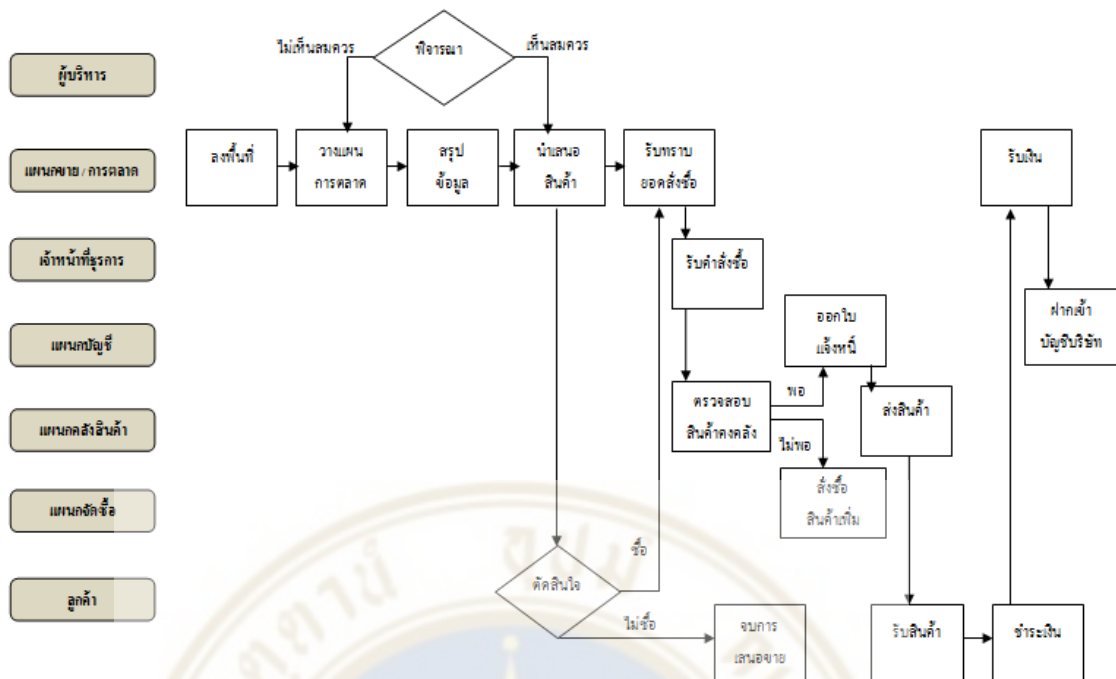 ไม่เห็นสมควร
พิจารณา
เห็นสมควร
ผู้บริหาร
แผนกขาย / การตลาด
ลงพื้นที่
วางแผน
การตลาด
สรุป
ข้อมูล
นำเสนอ
สินค้า
รับทราบ
ยอดสั่งซื้อ
รับเงิน
เจ้าหน้าที่ธุรการ
รับคำสั่งซื้อ
ฝากเข้า
บัญชีบริษัท
แผนกบัญชี
ออกใบ
แจ้งหนี้
แผนกคลังสินค้า
ตรวจสอบ
สินค้าคงคลัง
พอ
ไม่พอ
ส่งสินค้า
แผนกจัดซื้อ
สั่งซื้อ
สินค้าเพิ่ม
ลูกค้า
ตัดสินใจ
ซื้อ
ไม่ซื้อ
จบการ
เสนอขาย
รับสินค้า
ชำระเงิน